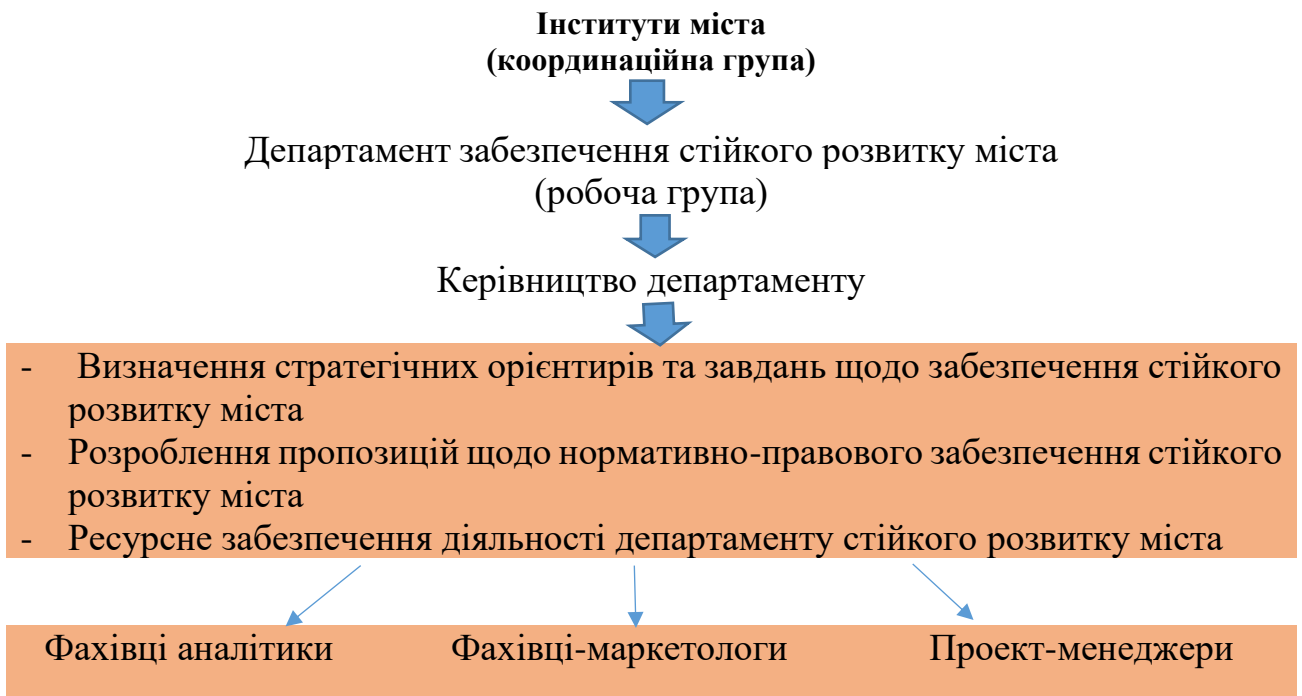 Інститути міста
(координаційна група)
Департамент забезпечення стійкого розвитку міста
(робоча група)
Керівництво департаменту
- Визначення стратегічних орієнтирів та завдань щодо забезпечення стійкого
розвитку міста
- Розроблення пропозицій щодо нормативно-правового забезпечення стійкого
розвитку міста
- Ресурсне забезпечення діяльності департаменту стійкого розвитку міста
Фахівці аналітики Фахівці-маркетологи Проект-менеджери